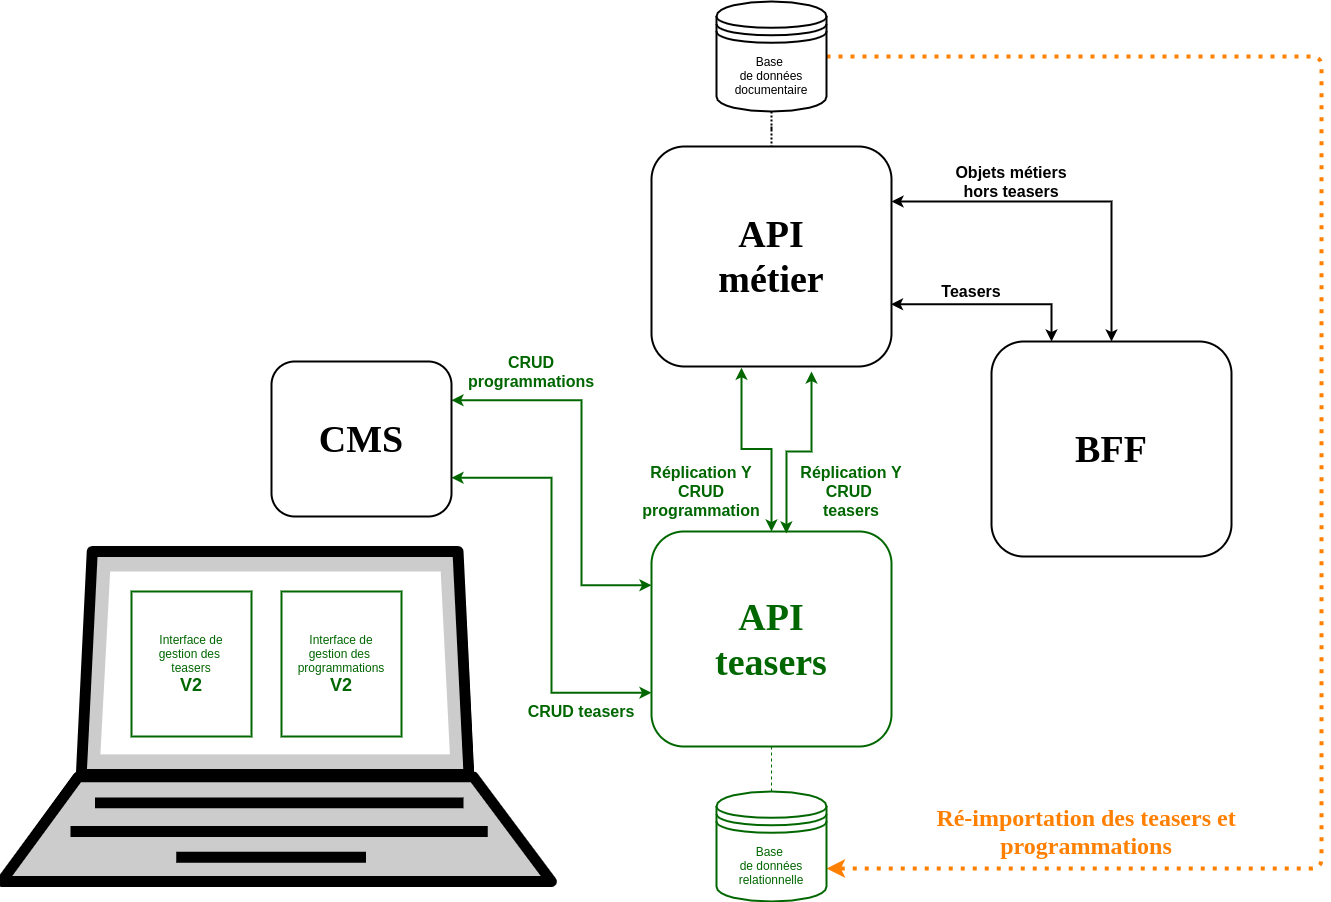 Base
de données
documentaire
API
métier
Objets métiers
hors teasers
Teasers
CRUD
programmations
CMS
BFF
Réplication Y
CRUD
programmation
Réplication Y
CRUD
teasers
API
teasers
Interface de
gestion des
teasers
V2
Interface de
gestion des
programmations
V2
CRUD teasers
Ré-importation des teasers et
programmations
Base
de données
relationnelle